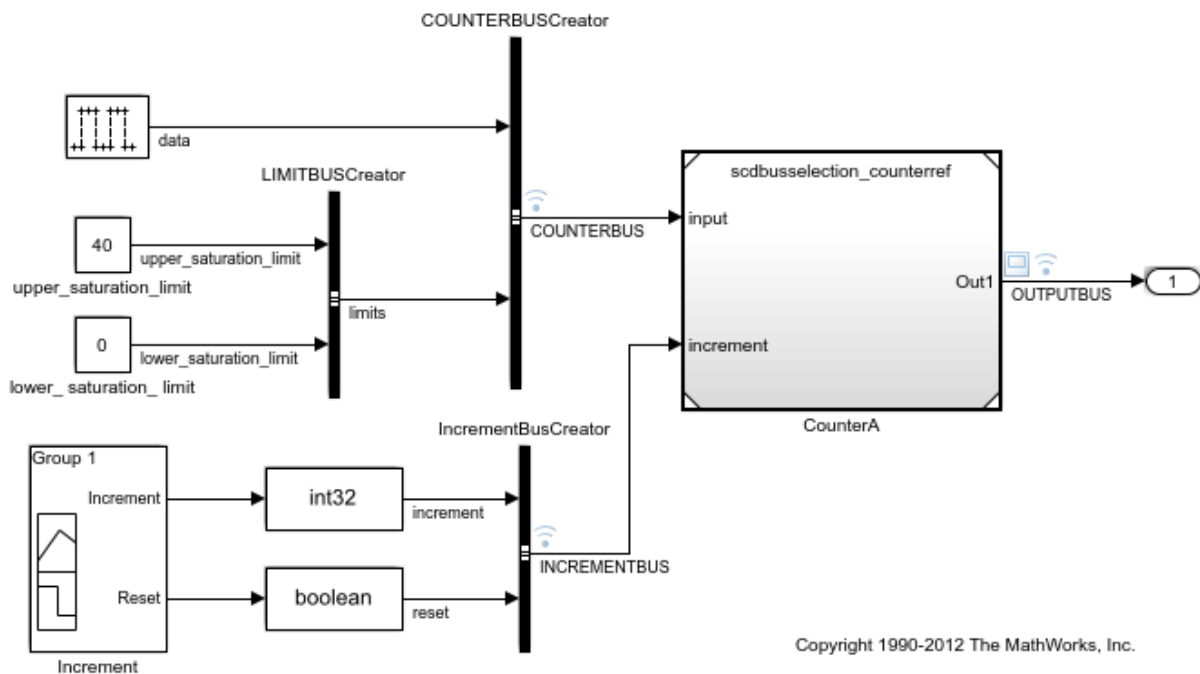 COUNTERBUSCreator
data
LIMITBUSCreator
scdbusselection_counterref
input
COUNTERBUS
40
upper_saturation_limit
upper_saturation_limit
Out1
1
OUTPUTBUS
limits
0
lower_saturation_limit
lower_ saturation_ limit
increment
CounterA
IncrementBusCreator
Group 1
Increment
int32
increment
INCREMENTBUS
Reset
boolean
reset
Increment
Copyright 1990-2012 The MathWorks, Inc.